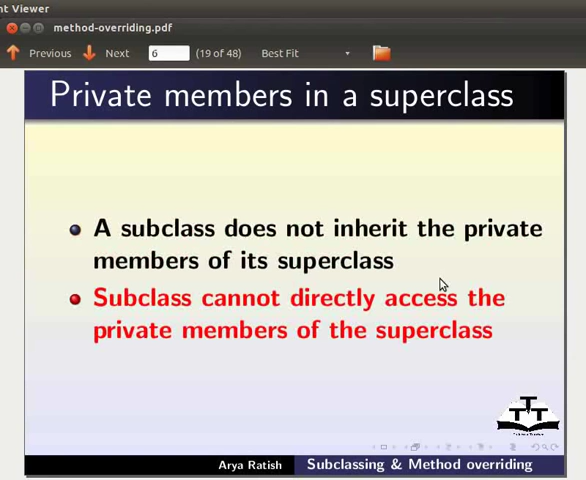 nt Viewer
method-overriding.pdf
Previous Next 6 (19 of 48) Best Fit
Private members in a superclass
A subclass does not inherit the private
members of its superclass
Subclass cannot directly access the
private members of the superclass
Arya Ratish Subclassing & Method overriding